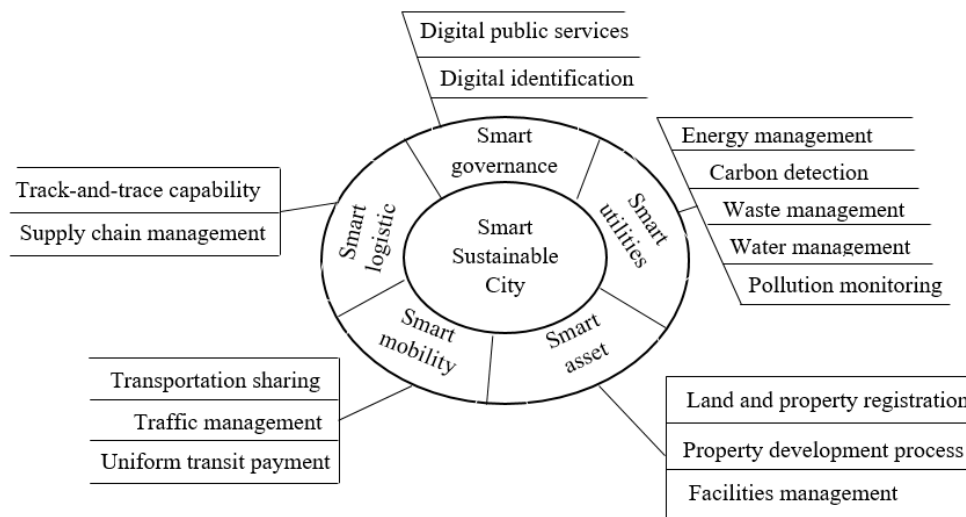 Digital public services
Digital identification
Smart
governance
Energy management
Carbon detection
Waste management
Water management
Pollution monitoring
Smart
utilities
Track-and-trace capability
Supply chain management
Smart
logistic
Smart
Sustainable
City
Smart
mobility
Smart
asset
Transportation sharing
Traffic management
Uniform transit payment
Land and property registration
Property development process
Facilities management